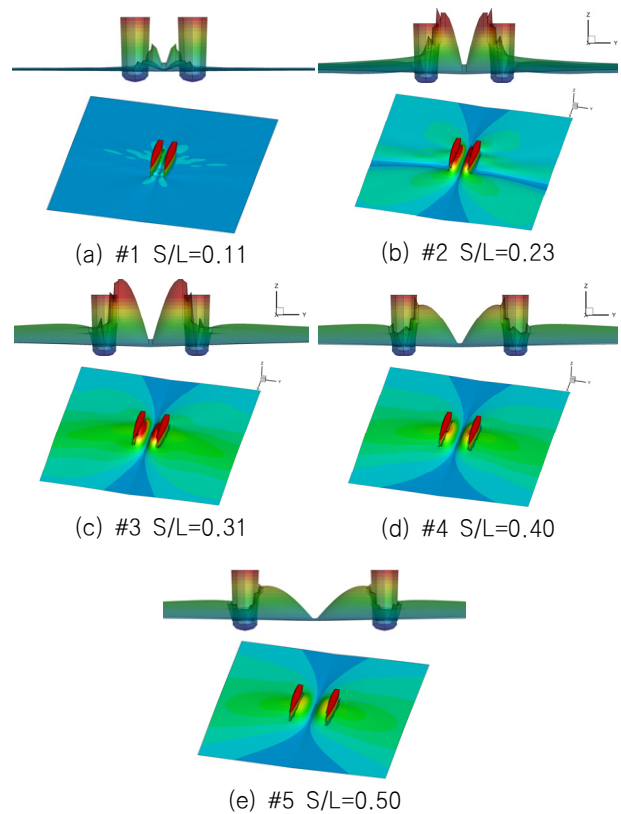 Z
X Y
Z
Y
(a) #1 S/L=0.11
(b) #2 S/L=0.23
Z
X Y
Z
X Y
Z
Y
Z
Y
(c) #3 S/L=0.31
(d) #4 S/L=0.40
(e) #5 S/L=0.50